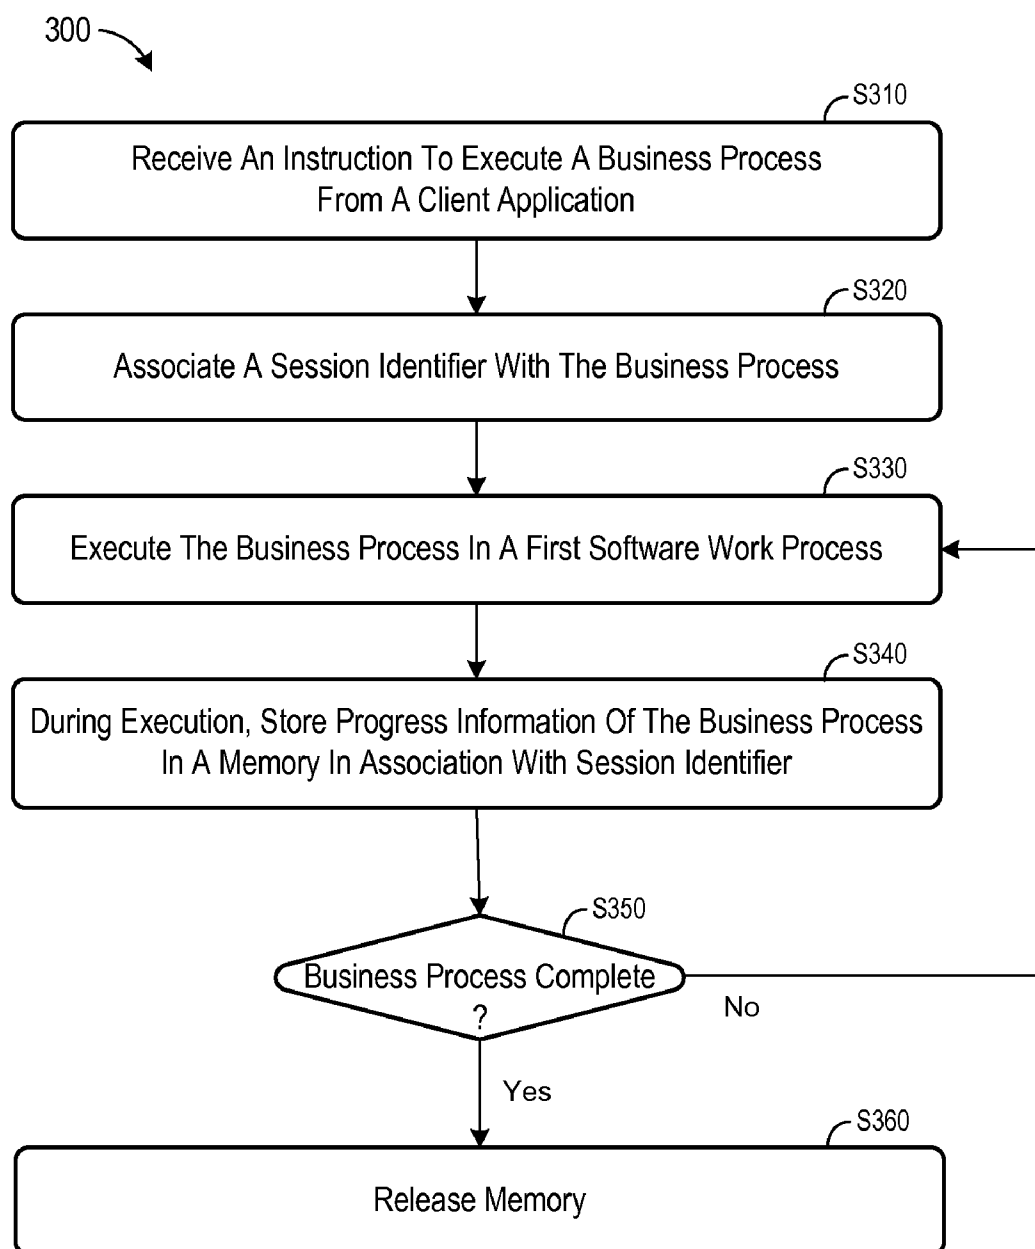 300
S310
Receive An Instruction To Execute A Business Process
From A Client Application
S320
Associate A Session Identifier With The Business Process
S330
Execute The Business Process In A First Software Work Process
S340
During Execution, Store Progress Information Of The Business Process
In A Memory In Association With Session Identifier
S350
Business Process Complete
?
No
Yes
S360
Release Memory